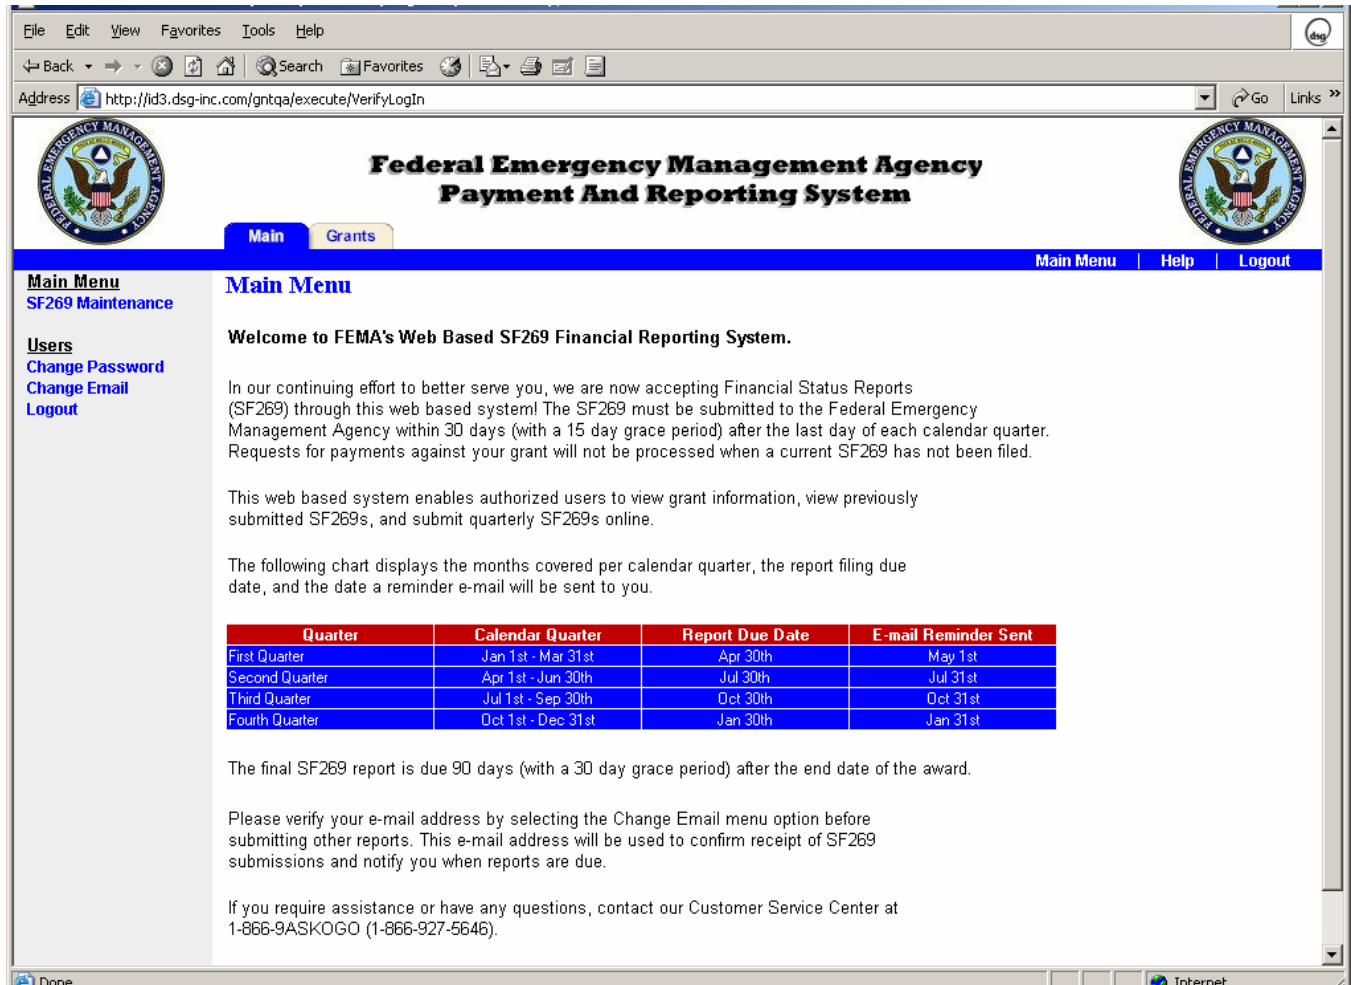 File Edit View Favorites Tools Help
dsg
Back Search Favorites
Address http://id3.dsg-inc.com/gntqa/execute/VerifyLogIn Go Links »
FEDERAL EMERGENCY MANAGEMENT AGENCY
Federal Emergency Management Agency
Payment And Reporting System
FEDERAL EMERGENCY MANAGEMENT AGENCY
Main Grants
Main Menu | Help | Logout
Main Menu
SF269 Maintenance
Users
Change Password
Change Email
Logout
Main Menu
Welcome to FEMA's Web Based SF269 Financial Reporting System.
In our continuing effort to better serve you, we are now accepting Financial Status Reports
(SF269) through this web based system! The SF269 must be submitted to the Federal Emergency
Management Agency within 30 days (with a 15 day grace period) after the last day of each calendar quarter.
Requests for payments against your grant will not be processed when a current SF269 has not been filed.
This web based system enables authorized users to view grant information, view previously
submitted SF269s, and submit quarterly SF269s online.
The following chart displays the months covered per calendar quarter, the report filing due
date, and the date a reminder e-mail will be sent to you.
Quarter Calendar Quarter Report Due Date E-mail Reminder Sent
First Quarter Jan 1st - Mar 31st Apr 30th May 1st
Second Quarter Apr 1st - Jun 30th Jul 30th Jul 31st
Third Quarter Jul 1st - Sep 30th Oct 30th Oct 31st
Fourth Quarter Oct 1st - Dec 31st Jan 30th Jan 31st
The final SF269 report is due 90 days (with a 30 day grace period) after the end date of the award.
Please verify your e-mail address by selecting the Change Email menu option before
submitting other reports. This e-mail address will be used to confirm receipt of SF269
submissions and notify you when reports are due.
If you require assistance or have any questions, contact our Customer Service Center at
1-866-9ASKOGO (1-866-927-5646).
Done Internet